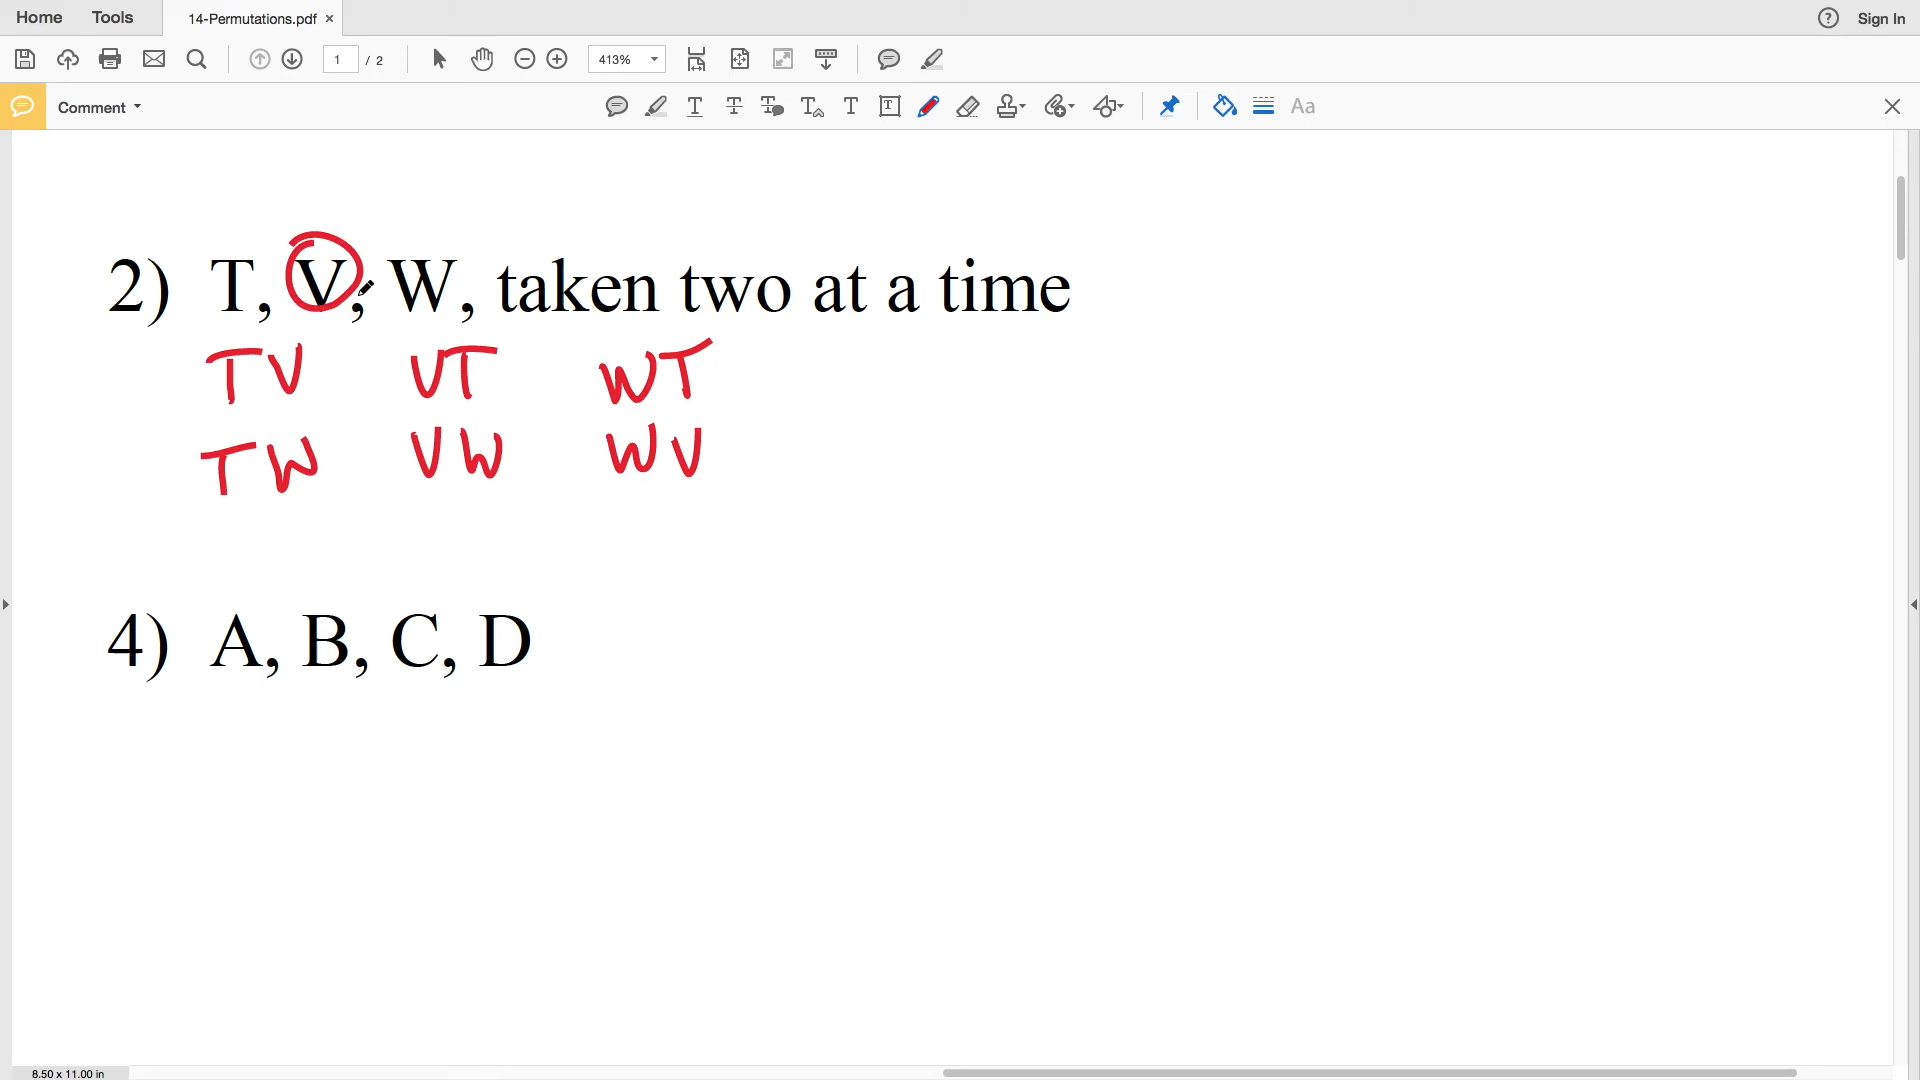 Home Tools 14-Permutations.pdf × ? Sign In
1 / 2 413%
Comment T T T T T T Aa
2) T, V, W, taken two at a time
TV VT WT
TW VW WV
4) A, B, C, D
8.50 x 11.00 in